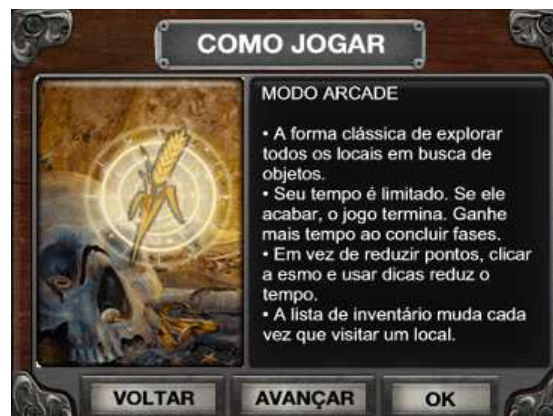 COMO JOGAR
MODO ARCADE
• A forma clássica de explorar
todos os locais em busca de
objetos.
• Seu tempo é limitado. Se ele
acabar, o jogo termina. Ganhe
mais tempo ao concluir fases.
• Em vez de reduzir pontos, clicar
a esmo e usar dicas reduz o
tempo.
• A lista de inventário muda cada
vez que visitar um local.
VOLTAR
AVANÇAR
OK